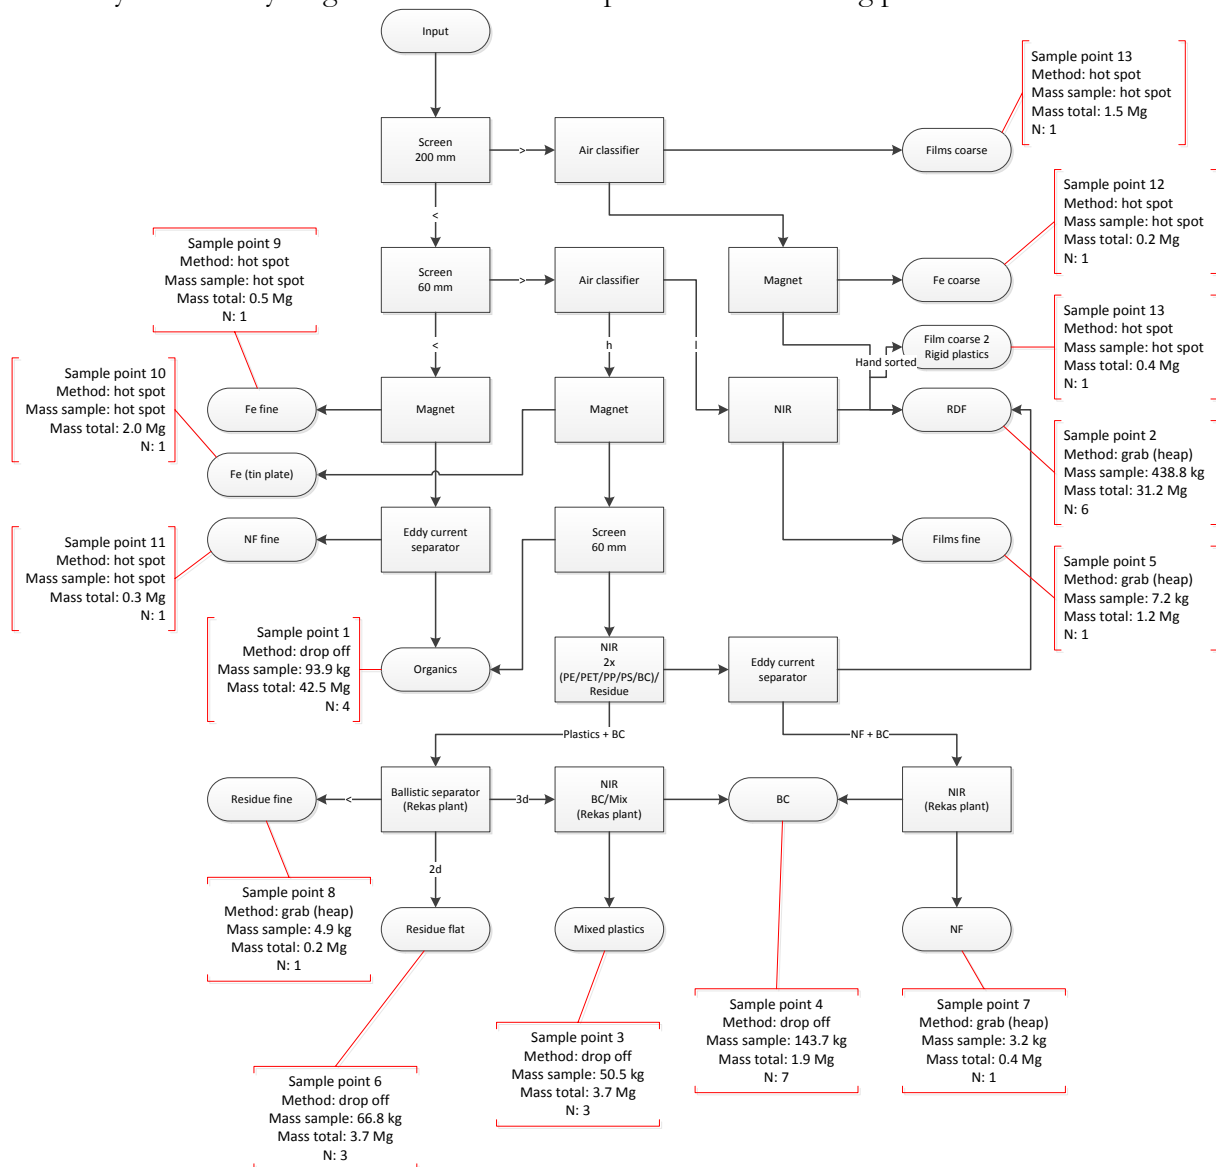 Input
Sample point 13
Method: hot spot
Mass sample: hot spot
Mass total: 1.5 Mg
N: 1
Screen
200 mm
>
Air classifier
Films coarse
Sample point 12
Method: hot spot
Mass sample: hot spot
Mass total: 0.2 Mg
N: 1
<
Sample point 9
Method: hot spot
Mass sample: hot spot
Mass total: 0.5 Mg
N: 1
Screen
60 mm
>
Air classifier
Magnet
Fe coarse
Sample point 13
Method: hot spot
Mass sample: hot spot
Mass total: 0.4 Mg
N: 1
<
h
l
Film coarse 2
Rigid plastics
Hand sorted
Sample point 10
Method: hot spot
Mass sample: hot spot
Mass total: 2.0 Mg
N: 1
Fe fine
Magnet
Magnet
NIR
RDF
Sample point 2
Method: grab (heap)
Mass sample: 438.8 kg
Mass total: 31.2 Mg
N: 6
Fe (tin plate)
Sample point 11
Method: hot spot
Mass sample: hot spot
Mass total: 0.3 Mg
N: 1
NF fine
Eddy current
separator
Screen
60 mm
Films fine
Sample point 5
Method: grab (heap)
Mass sample: 7.2 kg
Mass total: 1.2 Mg
N: 1
Sample point 1
Method: drop off
Mass sample: 93.9 kg
Mass total: 42.5 Mg
N: 4
Organics
NIR
2x
(PE/PET/PP/PS/BC)/
Residue
Eddy current
separator
Plastics + BC
NF + BC
Residue fine
<
Ballistic separator
(Rekas plant)
3d
NIR
BC/Mix
(Rekas plant)
BC
NIR
(Rekas plant)
2d
Sample point 8
Method: grab (heap)
Mass sample: 4.9 kg
Mass total: 0.2 Mg
N: 1
Residue flat
Mixed plastics
NF
Sample point 6
Method: drop off
Mass sample: 66.8 kg
Mass total: 3.7 Mg
N: 3
Sample point 3
Method: drop off
Mass sample: 50.5 kg
Mass total: 3.7 Mg
N: 3
Sample point 4
Method: drop off
Mass sample: 143.7 kg
Mass total: 1.9 Mg
N: 7
Sample point 7
Method: grab (heap)
Mass sample: 3.2 kg
Mass total: 0.4 Mg
N: 1